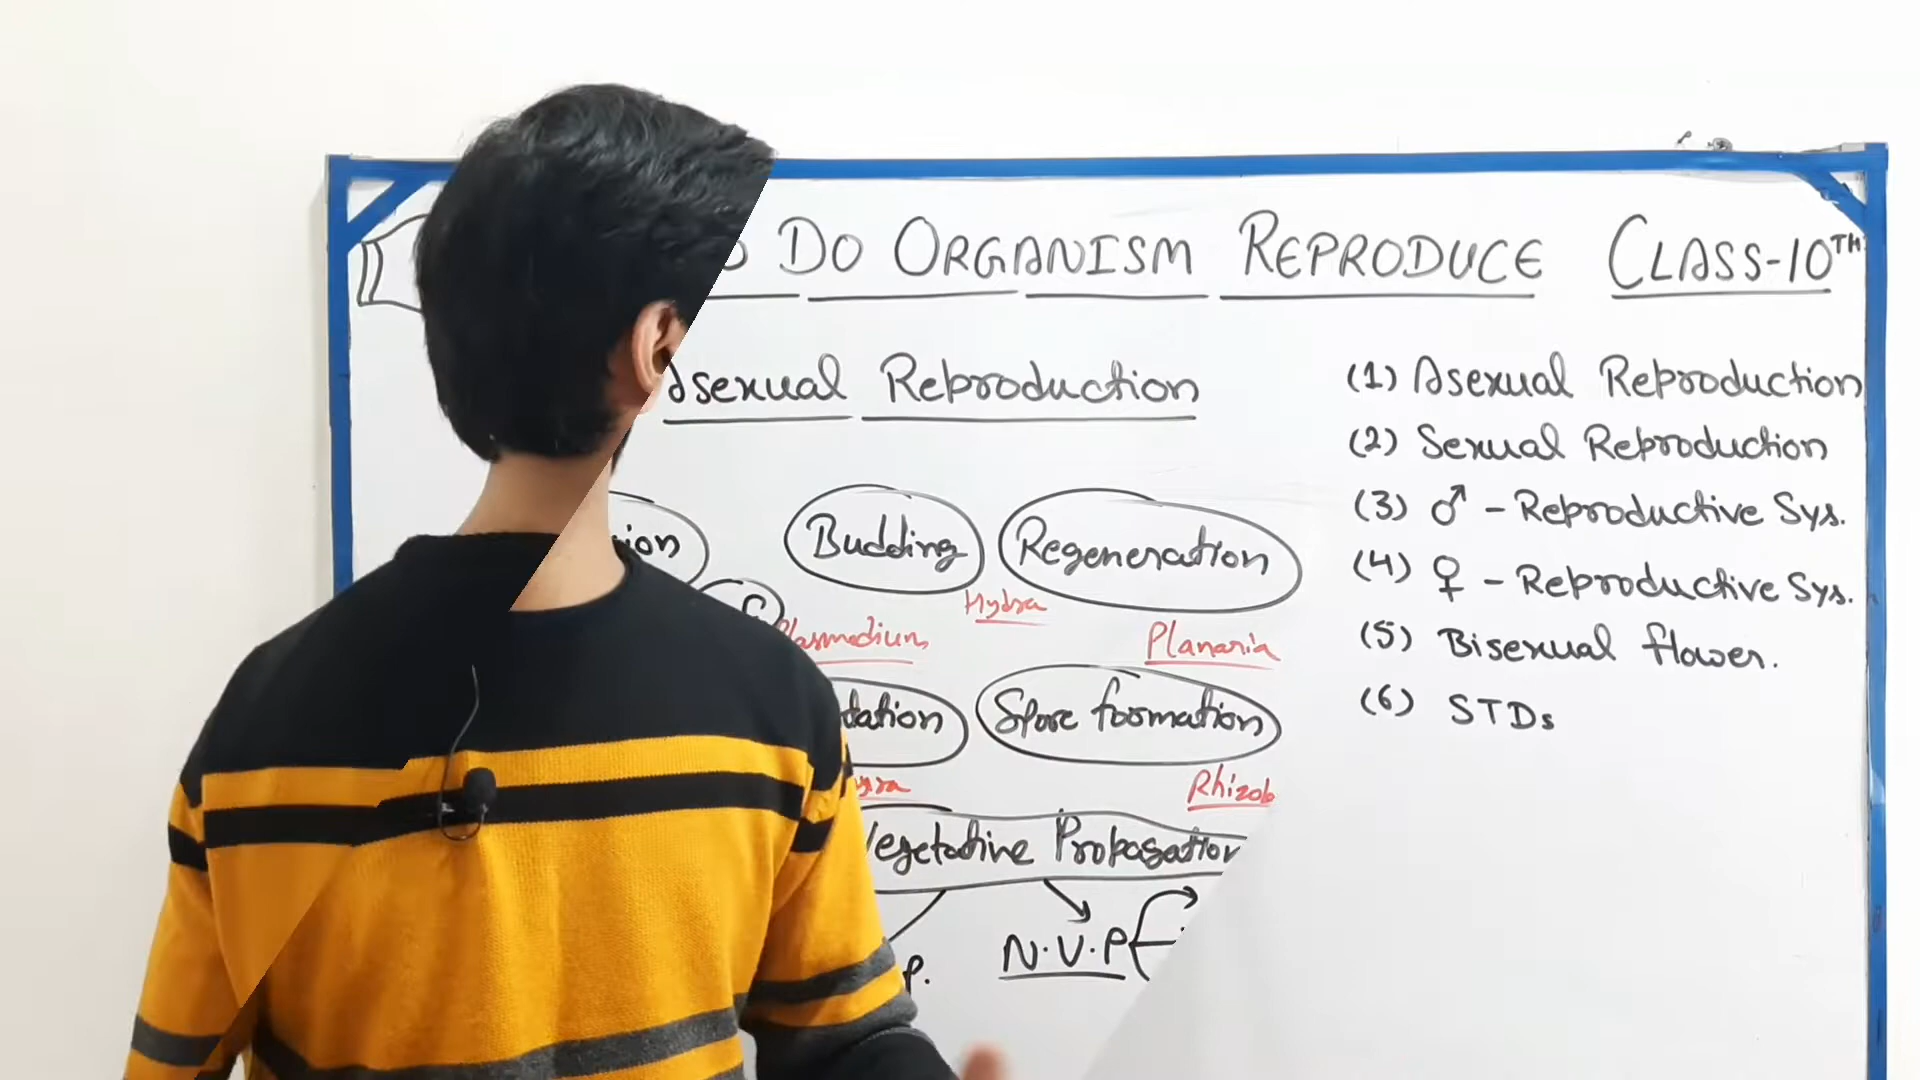 DO ORGANISM REPRODUCE CLASS-10TH
Asexual Reproduction
(1) Asexual Reproduction
(2) Sexual Reproduction
(3) ♂ - Reproductive Sys.
(4) ♀ - Reproductive Sys.
(5) Bisexual flower.
(6) STDs
Budding
Regeneration
Hydra
Plasmodium
Planaria
Spore formation
Rhizob
Vegetative Propagation
N.V.P